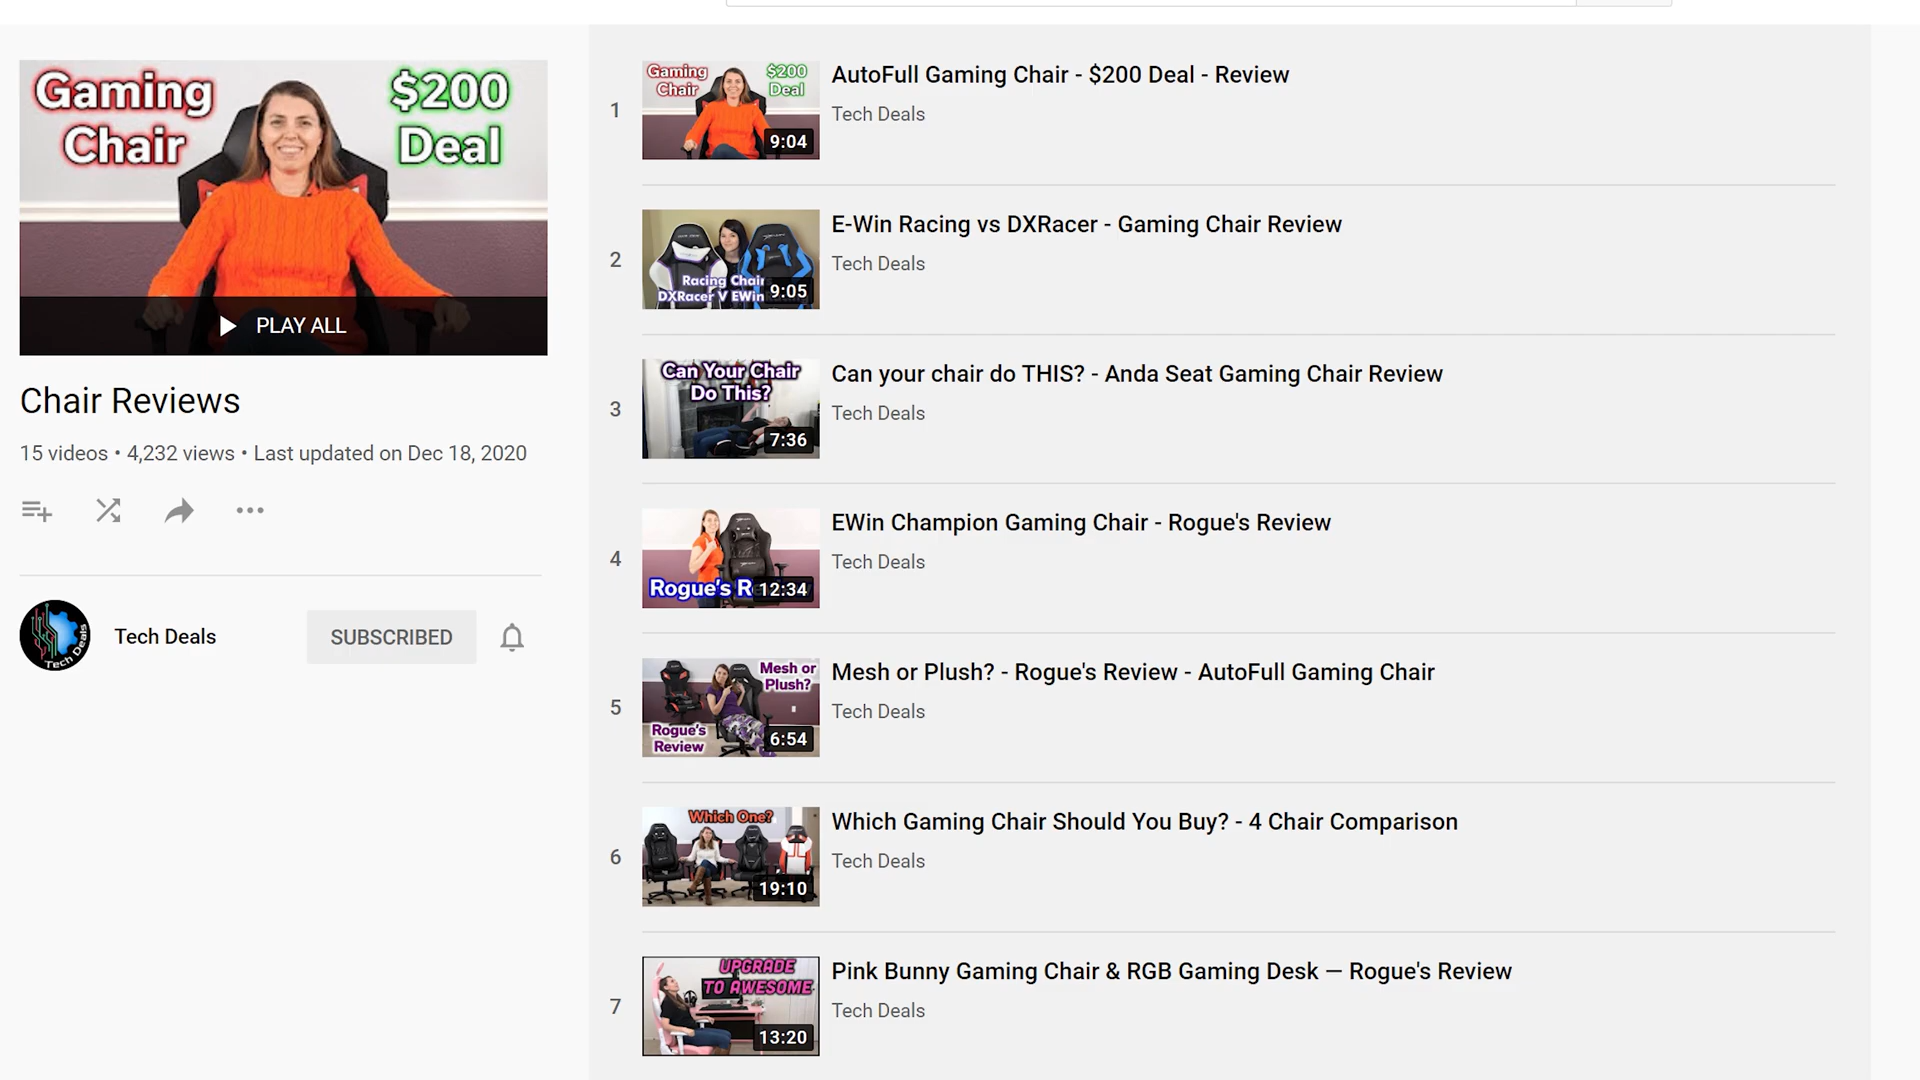 Gaming
Chair
$200
Deal
PLAY ALL
Chair Reviews
15 videos • 4,232 views • Last updated on Dec 18, 2020
Tech Deals
Tech Deals
SUBSCRIBED
1
Gaming
Chair
$200
Deal
9:04
AutoFull Gaming Chair - $200 Deal - Review
Tech Deals
2
Racing Chair
DXRacer V EWin
9:05
E-Win Racing vs DXRacer - Gaming Chair Review
Tech Deals
3
Can Your Chair
Do This?
7:36
Can your chair do THIS? - Anda Seat Gaming Chair Review
Tech Deals
4
Rogue's R
12:34
EWin Champion Gaming Chair - Rogue's Review
Tech Deals
5
Mesh or
Plush?
Rogue's
Review
6:54
Mesh or Plush? - Rogue's Review - AutoFull Gaming Chair
Tech Deals
6
Which One?
19:10
Which Gaming Chair Should You Buy? - 4 Chair Comparison
Tech Deals
7
UPGRADE
TO AWESOME
13:20
Pink Bunny Gaming Chair & RGB Gaming Desk — Rogue's Review
Tech Deals